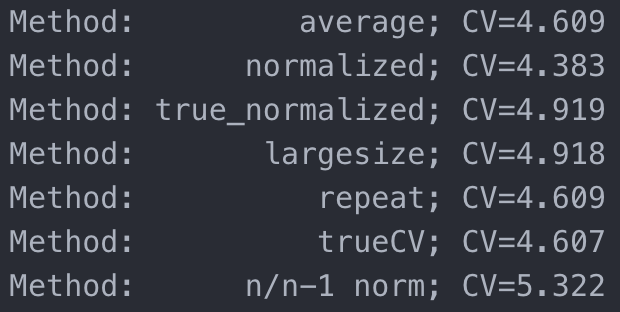 Method:         average; CV=4.609
Method:      normalized; CV=4.383
Method: true_normalized; CV=4.919
Method:       largesize; CV=4.918
Method:          repeat; CV=4.609
Method:          trueCV; CV=4.607
Method:      n/n-1 norm; CV=5.322